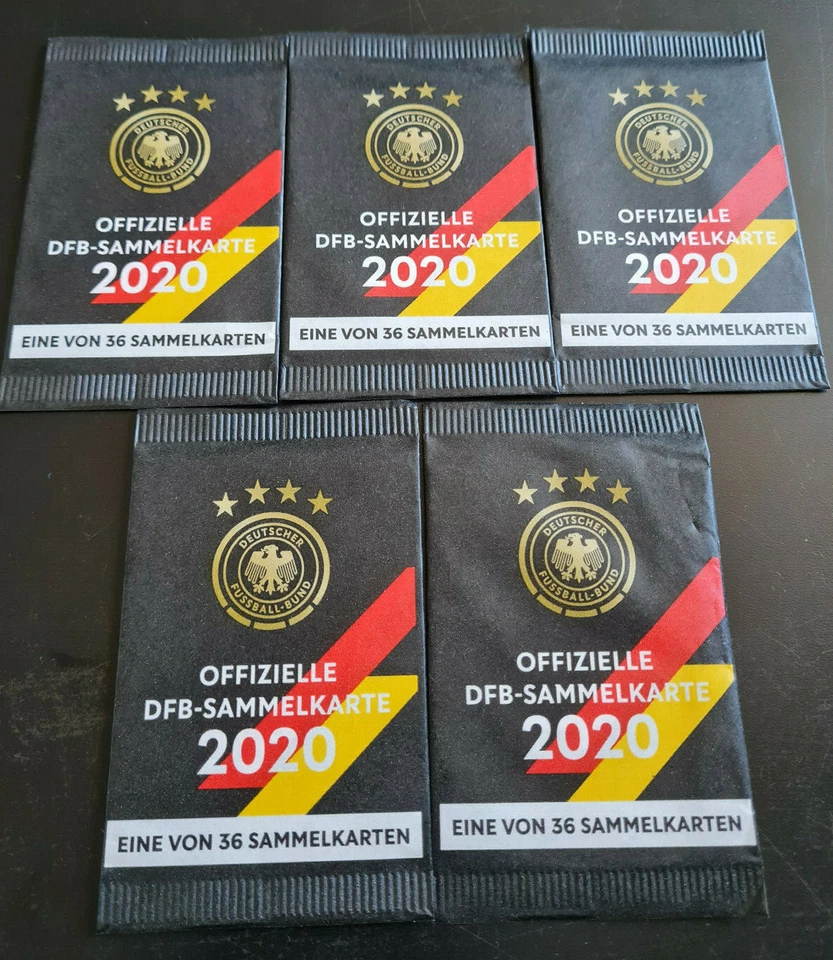 DEUTSCHER
FUSSBALL-BUND
OFFIZIELLE
DFB-SAMMELKARTE
2020
EINE VON 36 SAMMELKARTEN
DEUTSCHER
FUSSBALL-BUND
OFFIZIELLE
DFB-SAMMELKARTE
2020
EINE VON 36 SAMMELKARTEN
DEUTSCHER
FUSSBALL-BUND
OFFIZIELLE
DFB-SAMMELKARTE
2020
EINE VON 36 SAMMELKARTEN
DEUTSCHER
FUSSBALL-BUND
OFFIZIELLE
DFB-SAMMELKARTE
2020
EINE VON 36 SAMMELKARTEN
DEUTSCHER
FUSSBALL-BUND
OFFIZIELLE
DFB-SAMMELKARTE
2020
EINE VON 36 SAMMELKARTEN